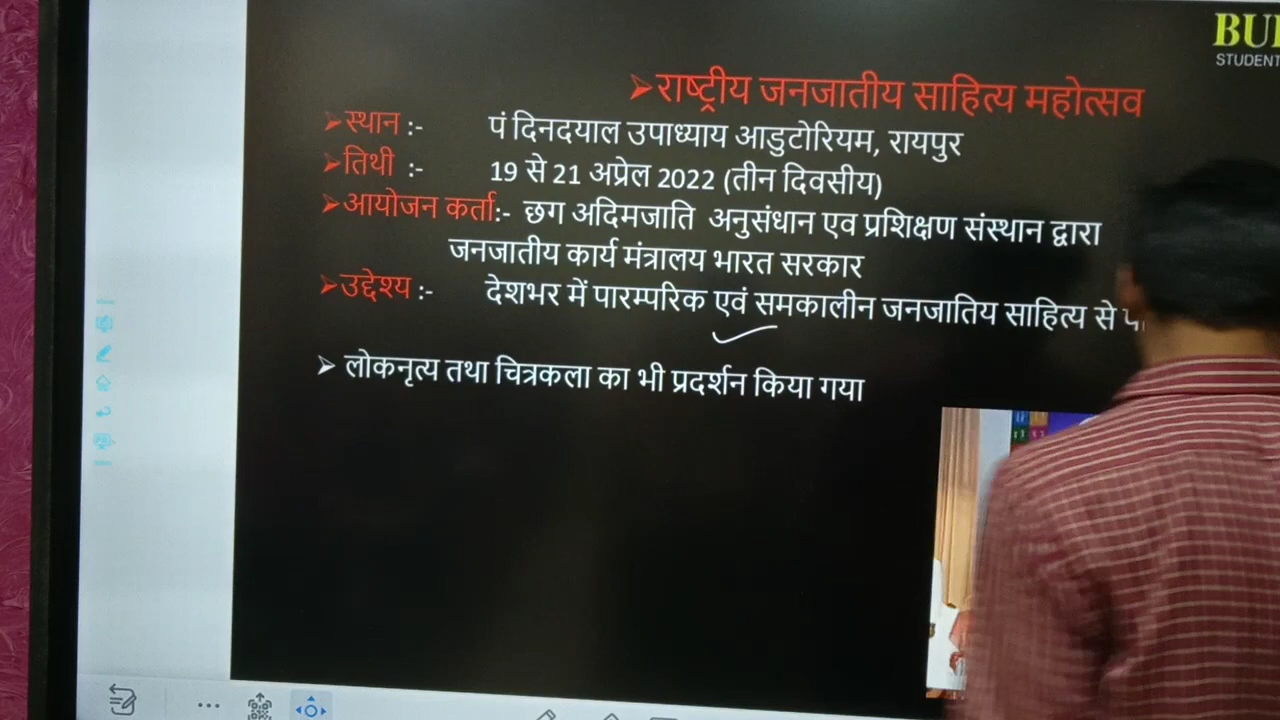 BUI
STUDENT
➤राष्ट्रीय जनजातीय साहित्य महोत्सव
➤स्थान :- पं दिनदयाल उपाध्याय आडुटोरियम, रायपुर
➤तिथी :- 19 से 21 अप्रेल 2022 (तीन दिवसीय)
➤आयोजन कर्ता:- छग अदिमजाति अनुसंधान एव प्रशिक्षण संस्थान द्वारा
जनजातीय कार्य मंत्रालय भारत सरकार
➤उद्देश्य :- देशभर में पारम्परिक एवं समकालीन जनजातिय साहित्य से
➤ लोकनृत्य तथा चित्रकला का भी प्रदर्शन किया गया